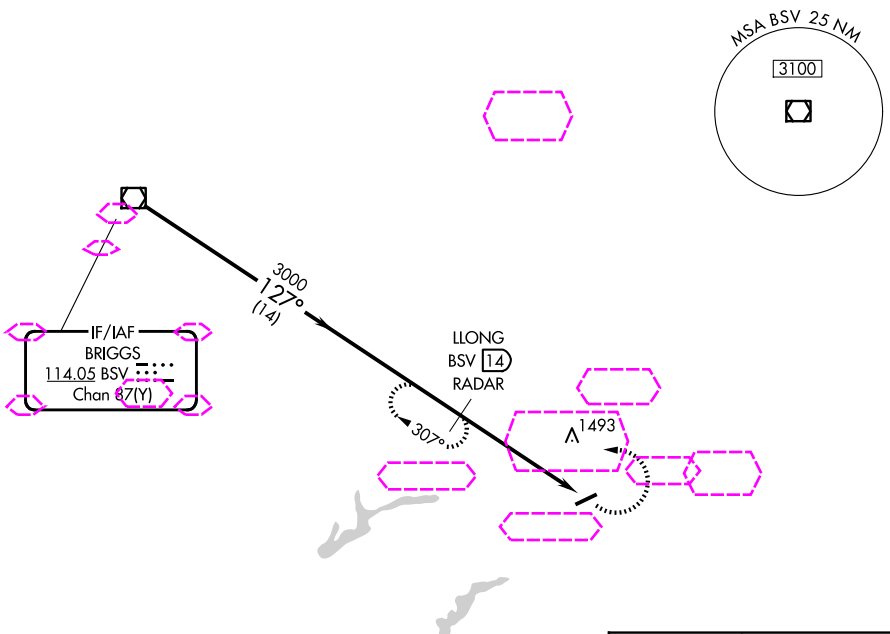 MSA BSV 25 NM
3100
3000
127°
(14)
IF/IAF
BRIGGS
114.05 BSV
Chan 87(Y)
LLONG
BSV 14
RADAR
307°
1493